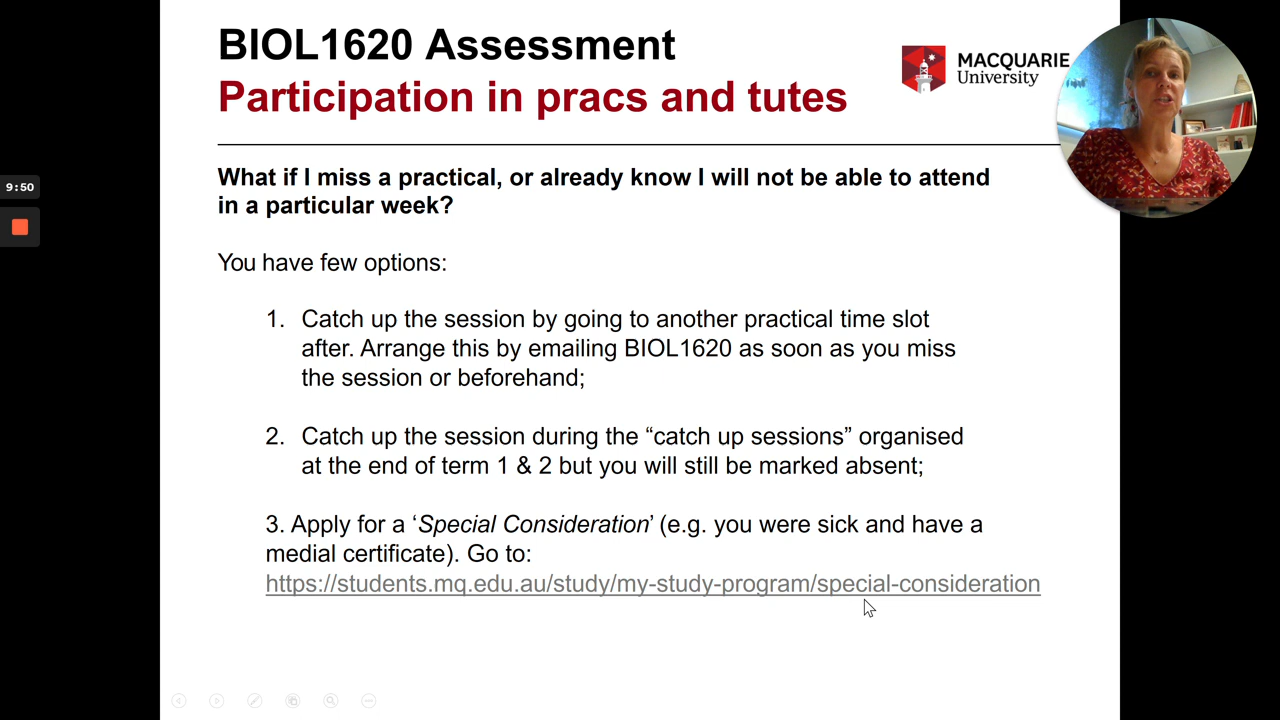 BIOL1620 Assessment
Participation in pracs and tutes
MACQUARIE
University
9:50
What if I miss a practical, or already know I will not be able to attend
in a particular week?
You have few options:
1. Catch up the session by going to another practical time slot
after. Arrange this by emailing BIOL1620 as soon as you miss
the session or beforehand;
2. Catch up the session during the “catch up sessions” organised
at the end of term 1 & 2 but you will still be marked absent;
3. Apply for a ‘Special Consideration’ (e.g. you were sick and have a
medial certificate). Go to:
https://students.mq.edu.au/study/my-study-program/special-consideration